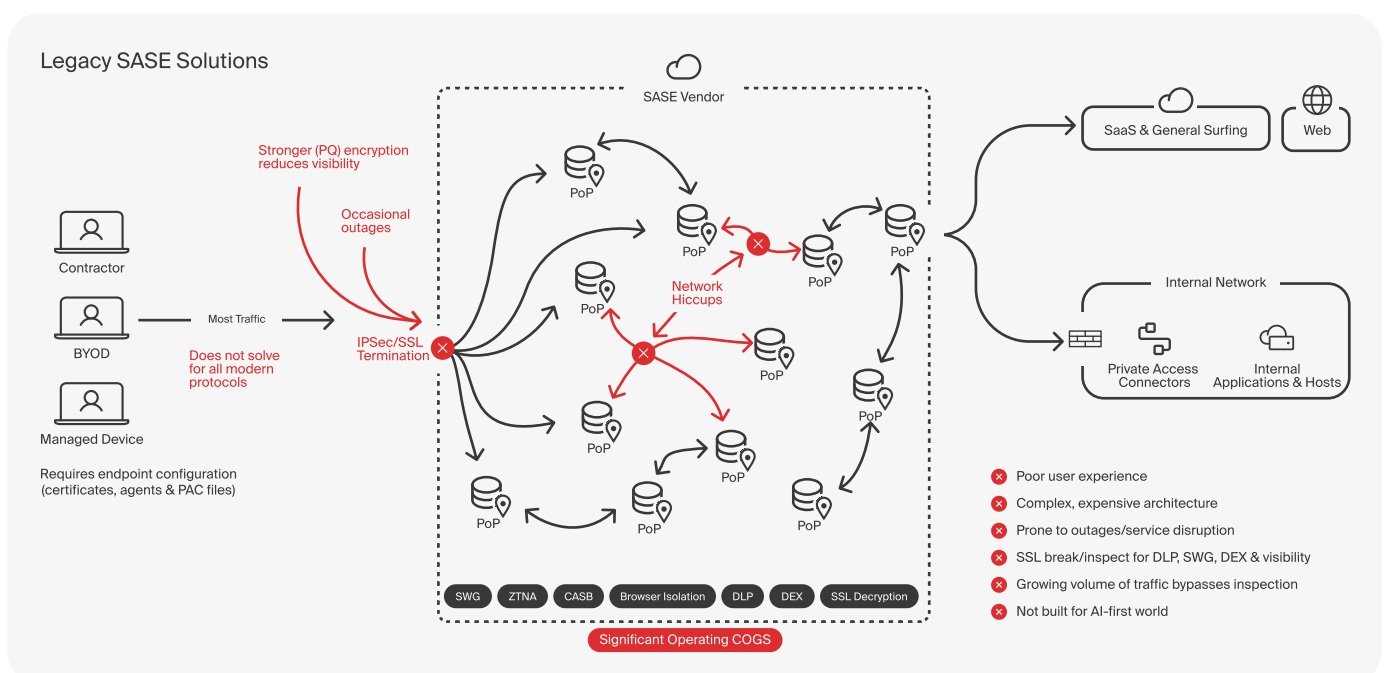 Legacy SASE Solutions
SASE Vendor
Stronger (PQ) encryption
reduces visibility
Occasional
outages
Contractor
BYOD
Managed Device
Requires endpoint configuration
(certificates, agents & PAC files)
Most Traffic
Does not solve
for all modern
protocols
IPSec/SSL
Termination
PoP
PoP
PoP
PoP
PoP
Network
Hiccups
PoP
PoP
PoP
PoP
PoP
PoP
PoP
SWG
ZTNA
CASB
Browser Isolation
DLP
DEX
SSL Decryption
Significant Operating COGS
SaaS & General Surfing
Web
Internal Network
Private Access
Connectors
Internal
Applications & Hosts
Poor user experience
Complex, expensive architecture
Prone to outages/service disruption
SSL break/inspect for DLP, SWG, DEX & visibility
Growing volume of traffic bypasses inspection
Not built for AI-first world